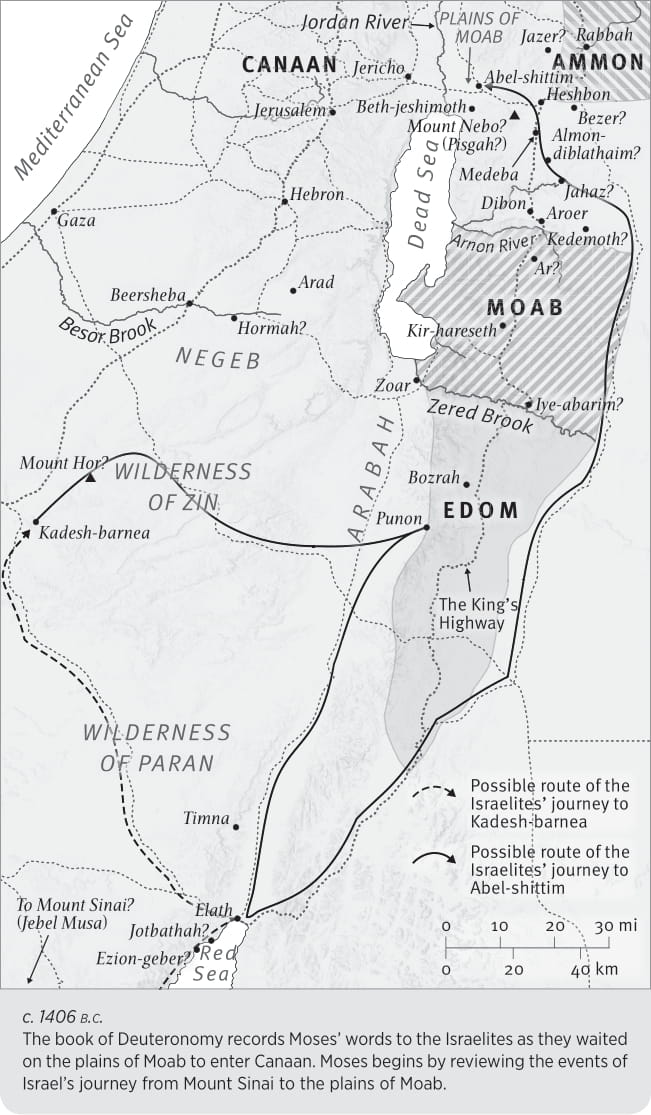 Mediterranean Sea
Jordan River
PLAINS OF
MOAB
Jazer?
Rabbah
CANAAN
Jericho
AMMON
Abel-shittim
Heshbon
Jerusalem
Beth-jeshimoth
Bezer?
Mount Nebo?
(Pisgah?)
Almon-
diblathaim?
Medeba
Dead Sea
Jahaz?
Hebron
Dibon
Aroer
Gaza
Arnon River
Kedemoth?
Ar?
Arad
Beersheba
MOAB
Besor Brook
Hormah?
Kir-hareseth
NEGEB
Zoar
Zered Brook
Iye-abarim?
ARABAH
Mount Hor?
WILDERNESS
OF ZIN
Bozrah
EDOM
Punon
Kadesh-barnea
The King's
Highway
WILDERNESS
OF PARAN
Possible route of the
Israelites' journey to
Kadesh-barnea
Timna
Possible route of the
Israelites' journey to
Abel-shittim
To Mount Sinai?
(Jebel Musa)
Elath
Jotbathah?
Ezion-geber?
Red
Sea
0 10 20 30 mi
0 20 40 km
c. 1406 B.C.
The book of Deuteronomy records Moses' words to the Israelites as they waited
on the plains of Moab to enter Canaan. Moses begins by reviewing the events of
Israel's journey from Mount Sinai to the plains of Moab.